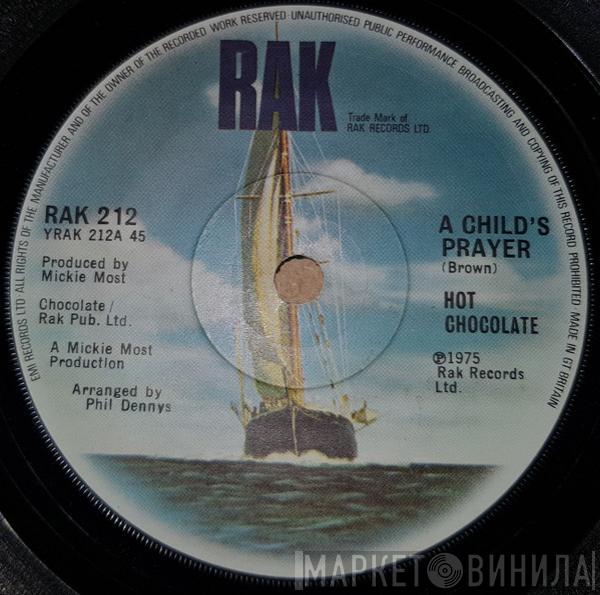 EMI RECORDS LTD ALL RIGHTS OF THE MANUFACTURER AND OF THE OWNER OF THE RECORDED WORK RESERVED UNAUTHORISED PUBLIC PERFORMANCE BROADCASTING AND COPYING OF THIS RECORD PROHIBITED MADE IN GT BRITAIN
RAK
Trade Mark of
RAK RECORDS LTD.
RAK 212
YRAK 212A 45
Produced by
Mickie Most
Chocolate/
Rak Pub. Ltd.
A Mickie Most
Production
Arranged by
Phil Dennys
A CHILD'S
PRAYER
(Brown)
HOT
CHOCOLATE
℗1975
Rak Records
Ltd.
МАРКЕТ ВИНИЛА